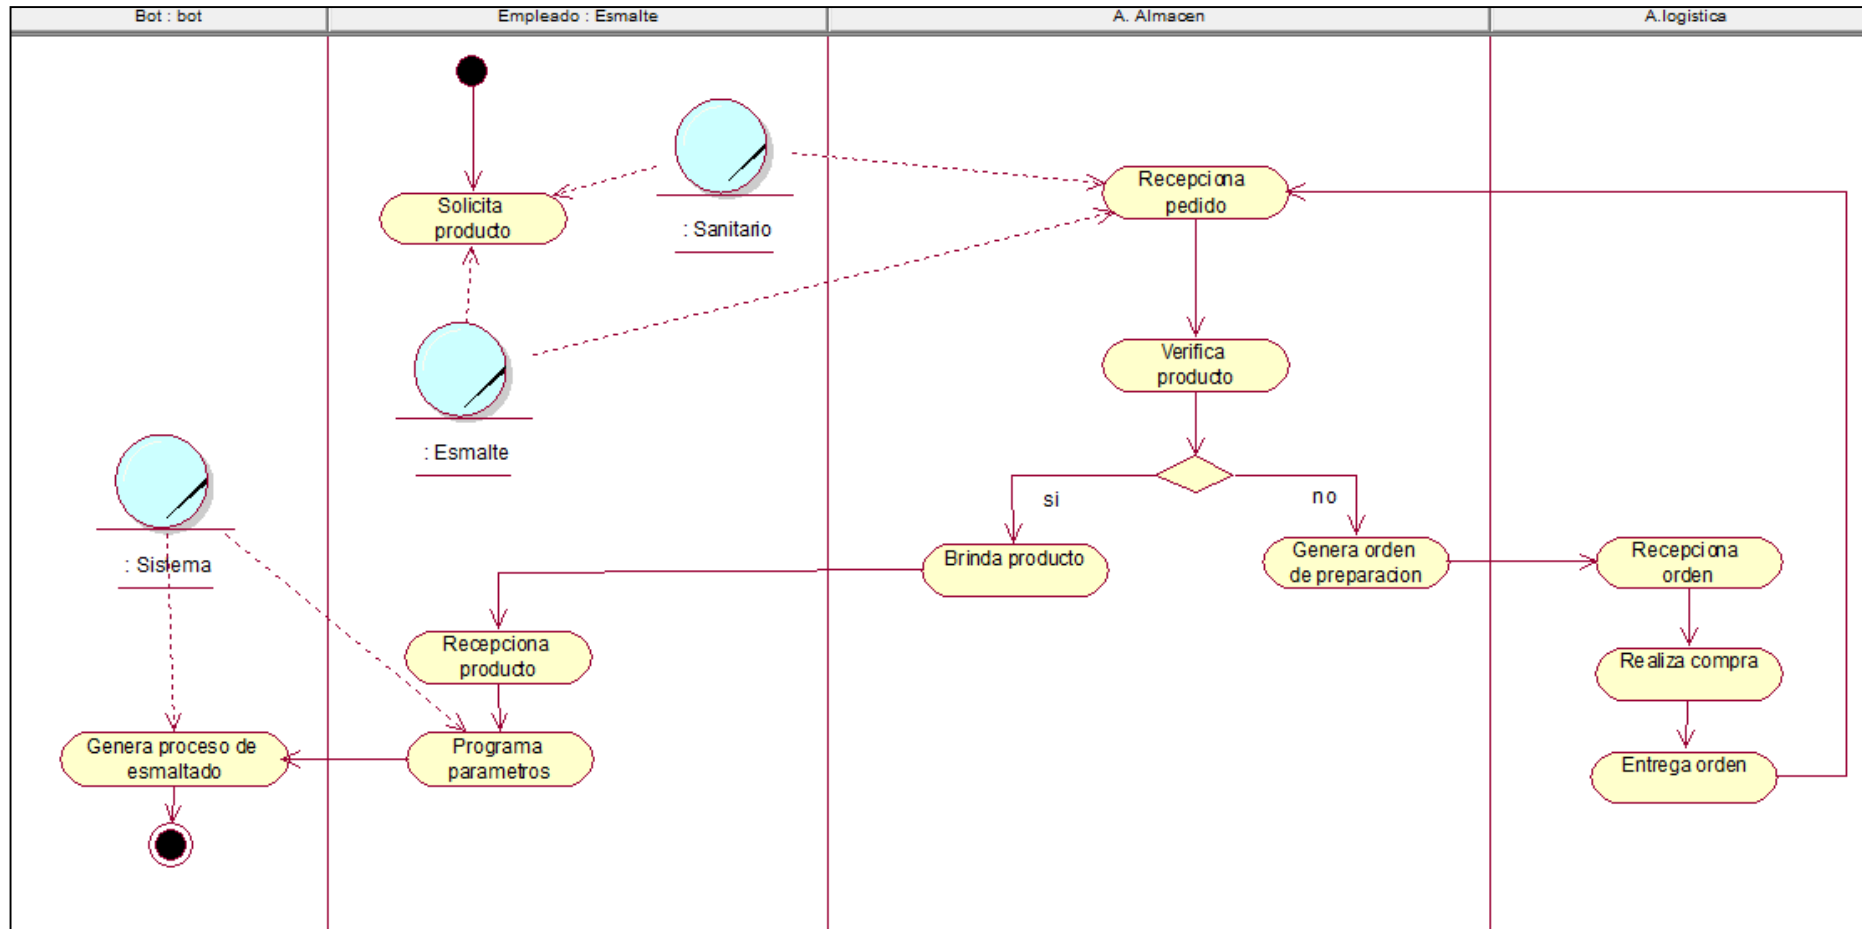 Bot : bot
Empleado : Esmalte
A. Almacen
A.logistica
Solicita
producto
: Sanitario
Recepciona
pedido
: Esmalte
Verifica
producto
: Sistema
si
no
Brinda producto
Genera orden
de preparacion
Recepciona
orden
Recepciona
producto
Realiza compra
Genera proceso de
esmaltado
Programa
parametros
Entrega orden